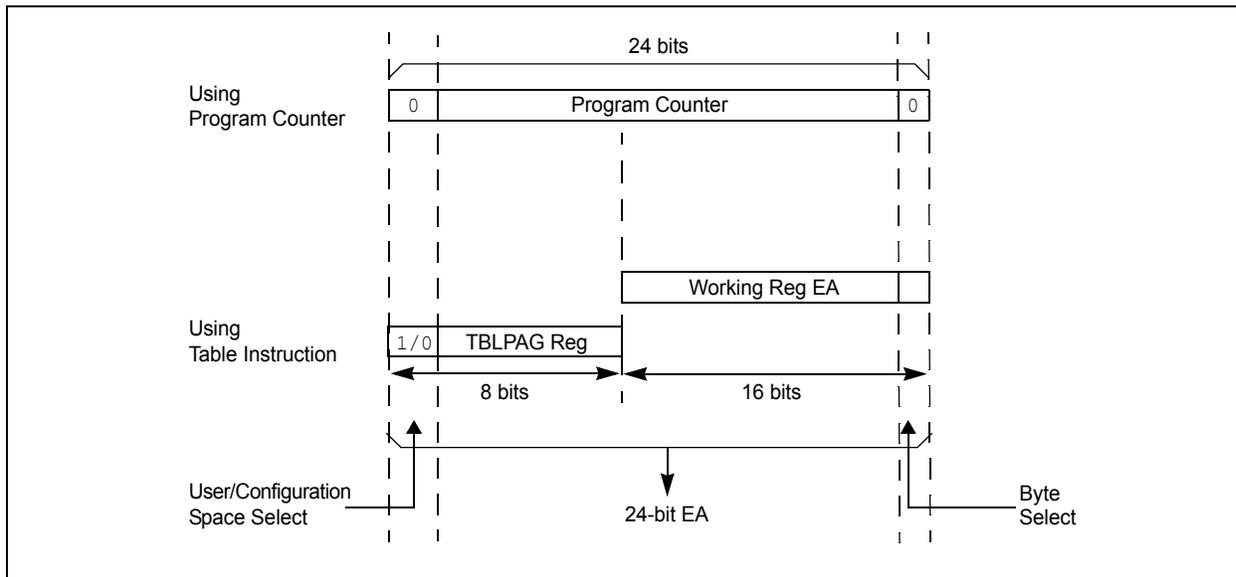 24 bits
Using
Program Counter
0
Program Counter
0
Working Reg EA
Using
Table Instruction
1/0
TBLPAG Reg
8 bits
16 bits
User/Configuration
Space Select
24-bit EA
Byte
Select